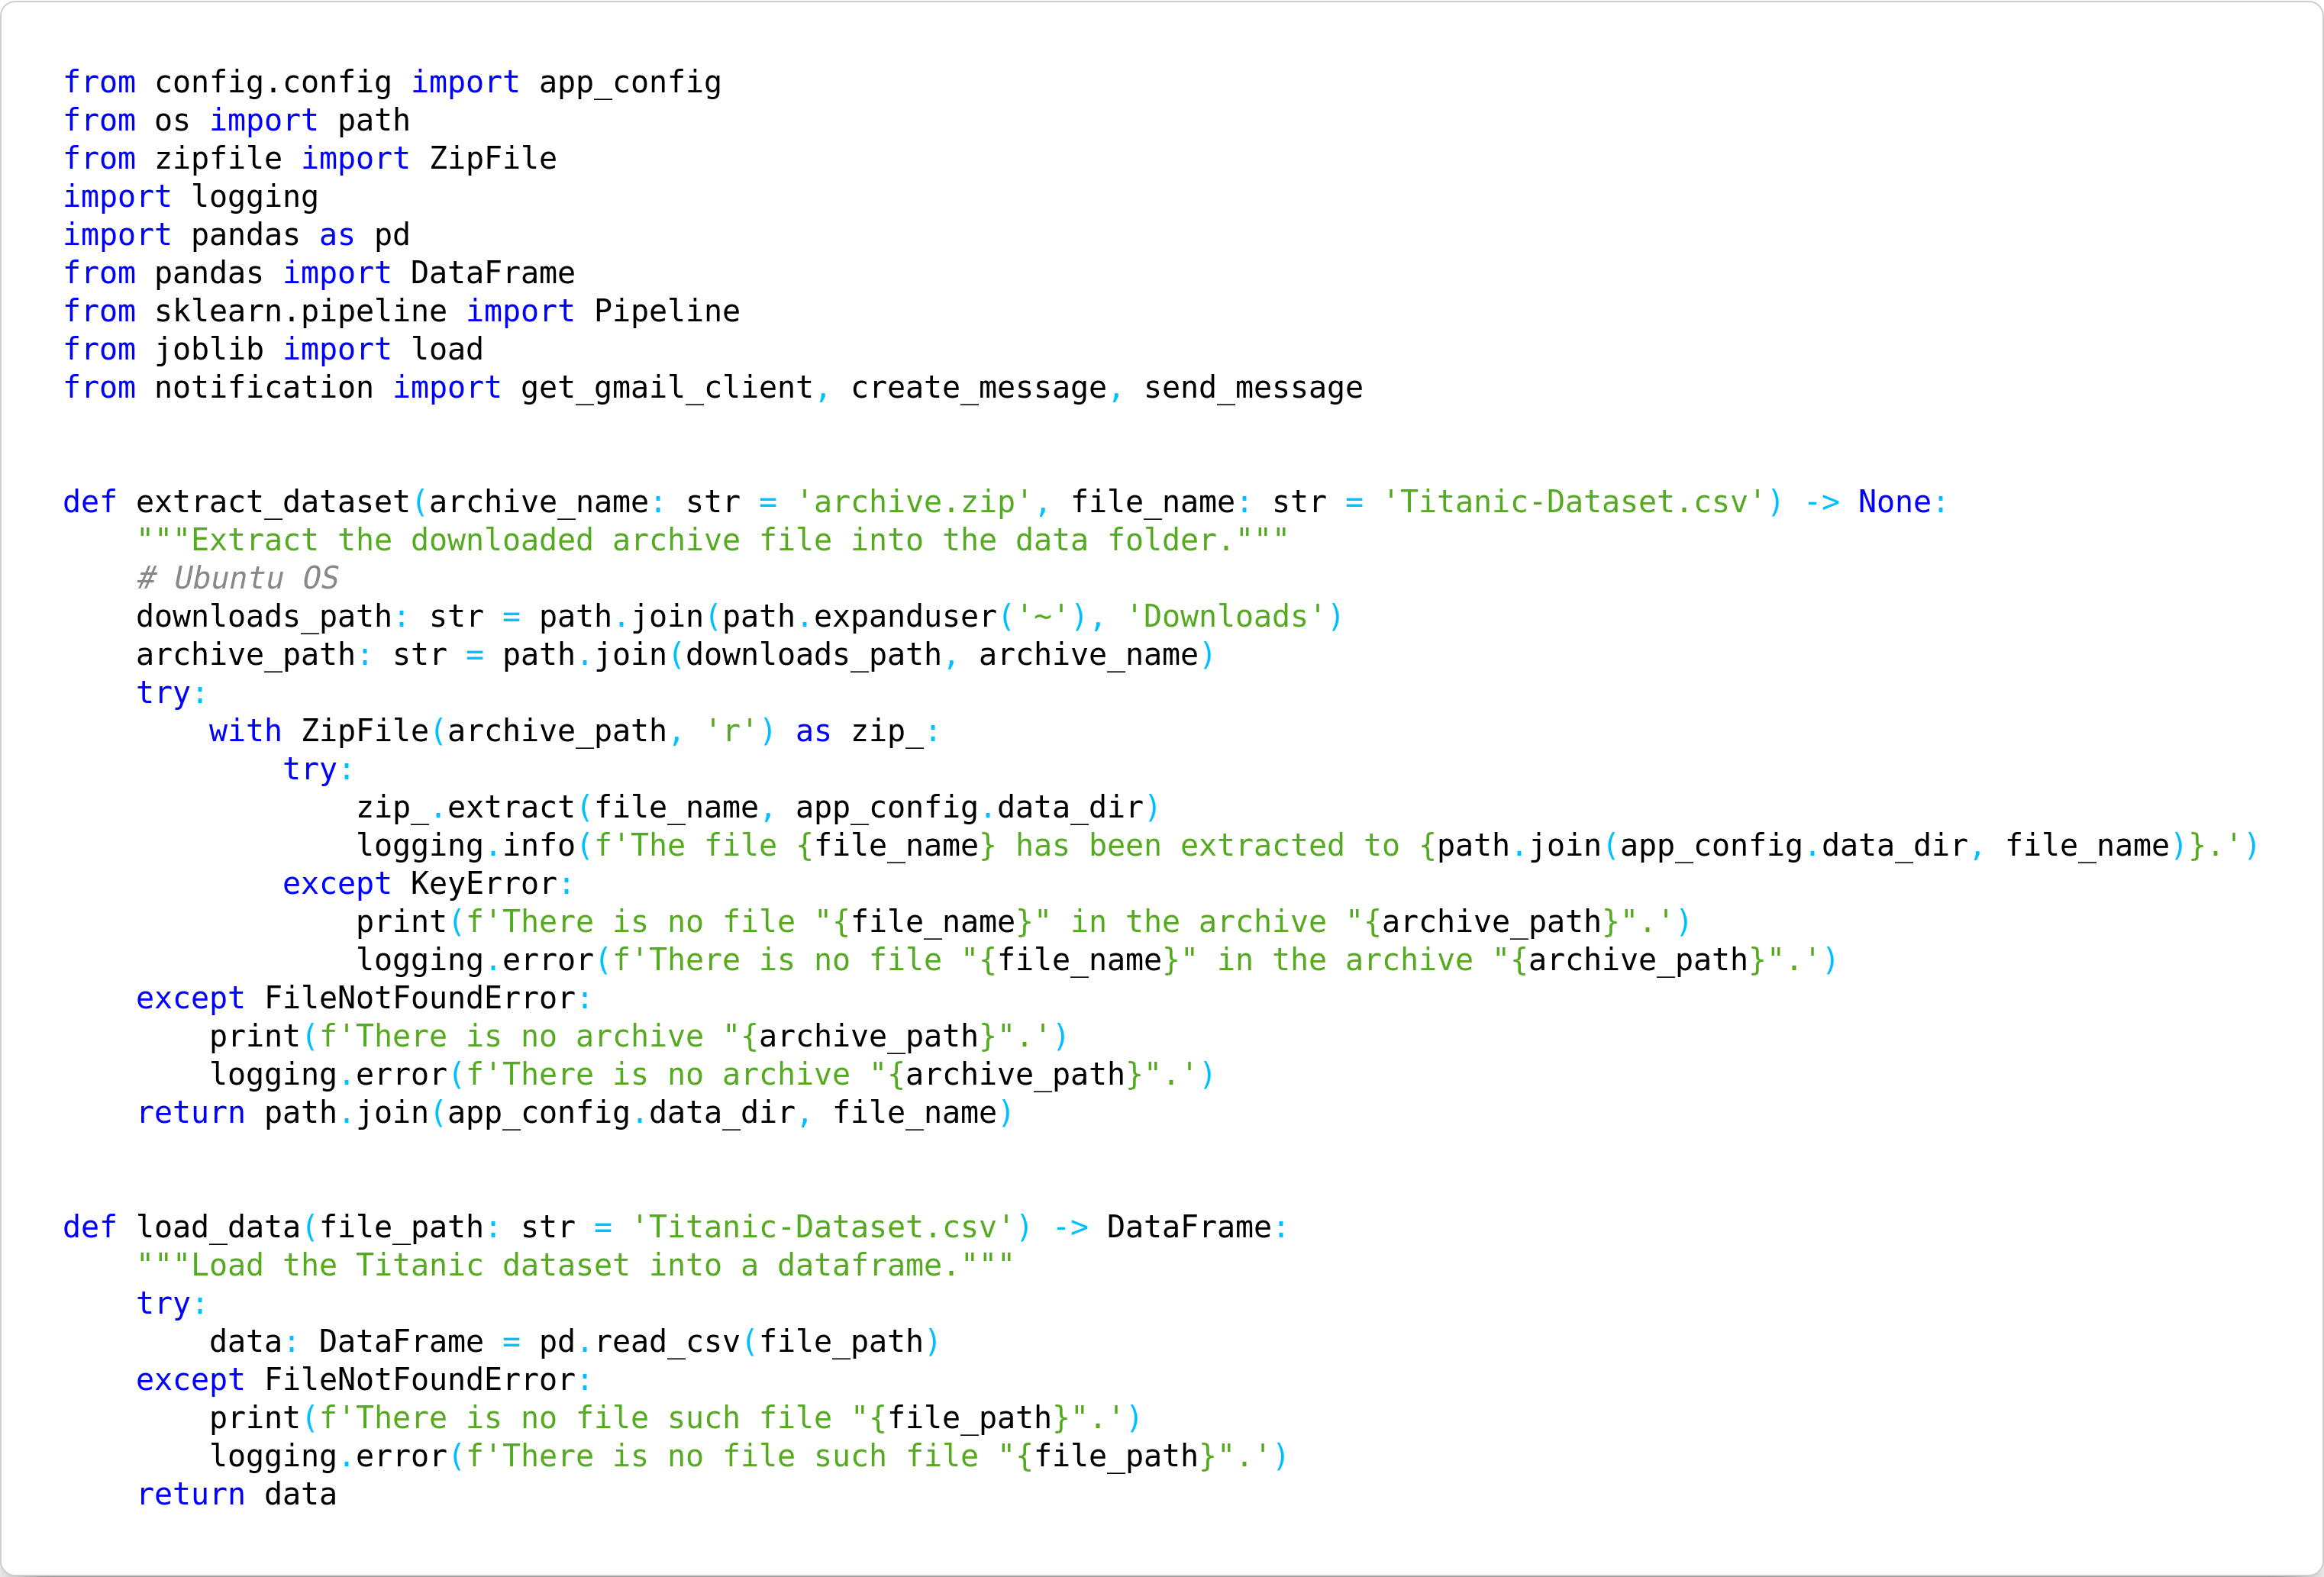 from config.config import app_config
from os import path
from zipfile import ZipFile
import logging
import pandas as pd
from pandas import DataFrame
from sklearn.pipeline import Pipeline
from joblib import load
from notification import get_gmail_client, create_message, send_message


def extract_dataset(archive_name: str = 'archive.zip', file_name: str = 'Titanic-Dataset.csv') -> None:
    """Extract the downloaded archive file into the data folder."""
    # Ubuntu OS
    downloads_path: str = path.join(path.expanduser('~'), 'Downloads')
    archive_path: str = path.join(downloads_path, archive_name)
    try:
        with ZipFile(archive_path, 'r') as zip_:
            try:
                zip_.extract(file_name, app_config.data_dir)
                logging.info(f'The file {file_name} has been extracted to {path.join(app_config.data_dir, file_name)}.')
            except KeyError:
                print(f'There is no file "{file_name}" in the archive "{archive_path}".')
                logging.error(f'There is no file "{file_name}" in the archive "{archive_path}".')
    except FileNotFoundError:
        print(f'There is no archive "{archive_path}".')
        logging.error(f'There is no archive "{archive_path}".')
    return path.join(app_config.data_dir, file_name)


def load_data(file_path: str = 'Titanic-Dataset.csv') -> DataFrame:
    """Load the Titanic dataset into a dataframe."""
    try:
        data: DataFrame = pd.read_csv(file_path)
    except FileNotFoundError:
        print(f'There is no file such file "{file_path}".')
        logging.error(f'There is no file such file "{file_path}".')
    return data